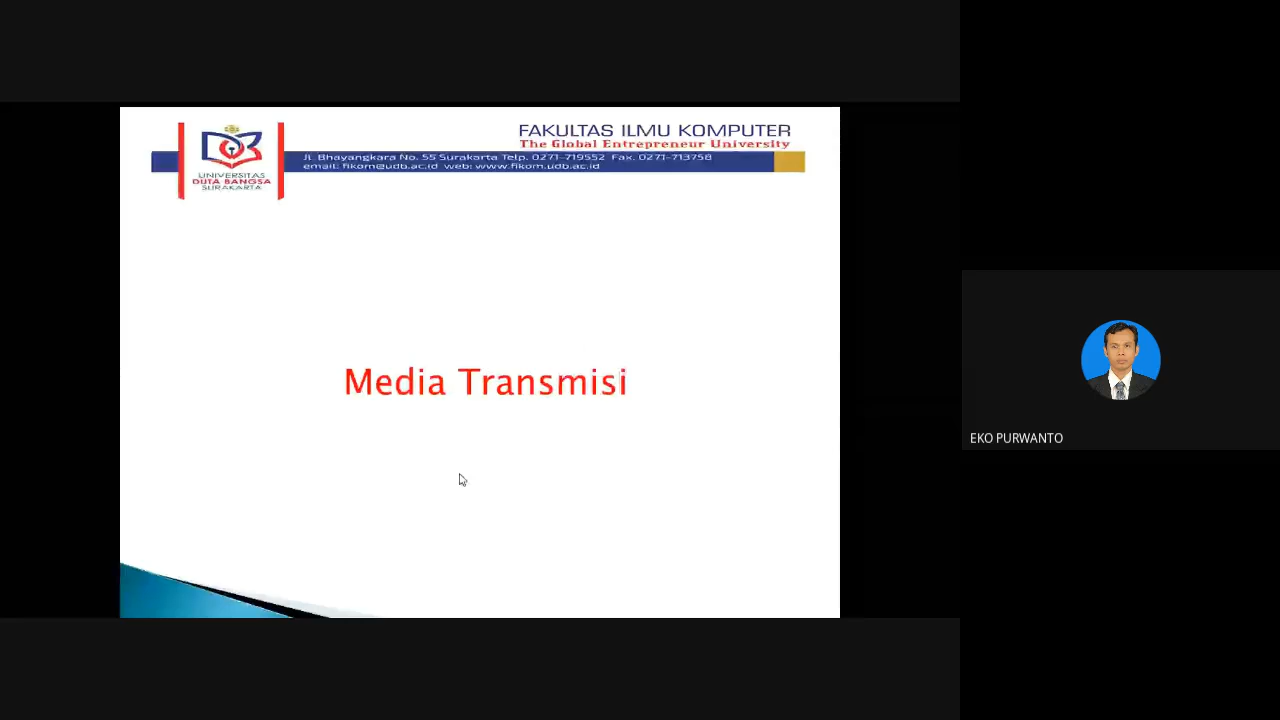 FAKULTAS ILMU KOMPUTER
The Global Entrepreneur University
Jl. Bhayangkara No. 55 Surakarta Telp. 0271-719552 Fax. 0271-713758
email: fikom@udb.ac.id web: www.fikom.udb.ac.id
UNIVERSITAS
DUTA BANGSA
SURAKARTA
Media Transmisi
EKO PURWANTO